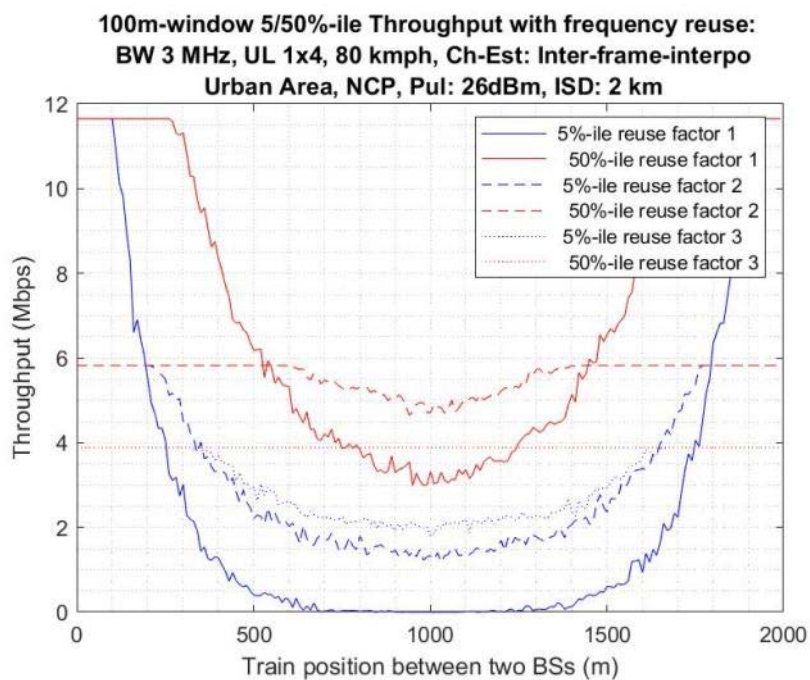 100m-window 5/50%-ile Throughput with frequency reuse:
BW 3 MHz, UL 1x4, 80 kmph, Ch-Est: Inter-frame-interpo
Urban Area, NCP, Pul: 26dBm, ISD: 2 km
12
10
8
6
4
2
0
Throughput (Mbps)
5%-ile reuse factor 1
50%-ile reuse factor 1
5%-ile reuse factor 2
50%-ile reuse factor 2
5%-ile reuse factor 3
50%-ile reuse factor 3
0 500 1000 1500 2000
Train position between two BSs (m)